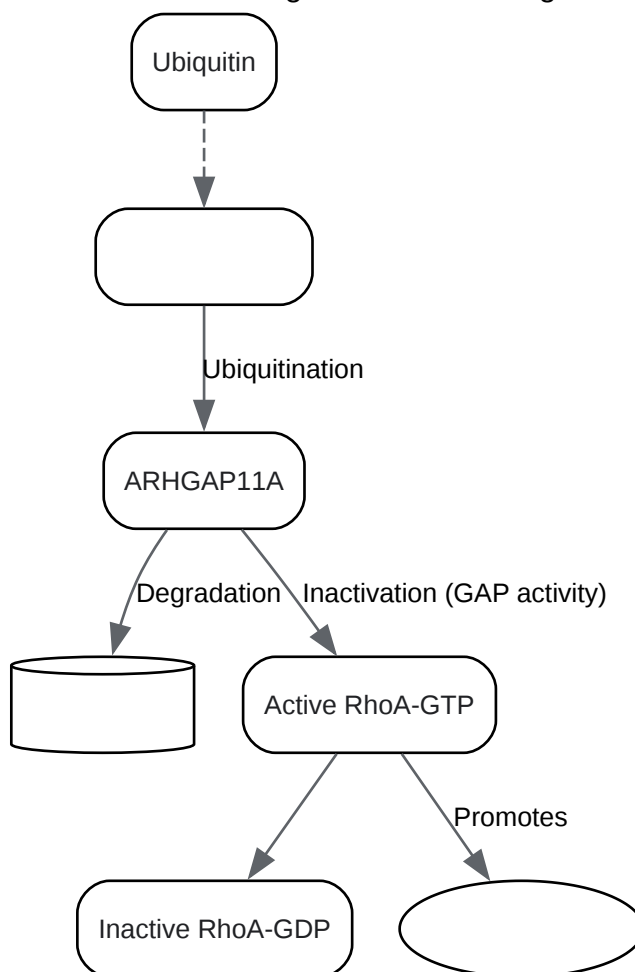 Ubiquitin
Ubiquitination
ARHGAP11A
Degradation
Inactivation (GAP activity)
Active RhoA-GTP
Promotes
Inactive RhoA-GDP